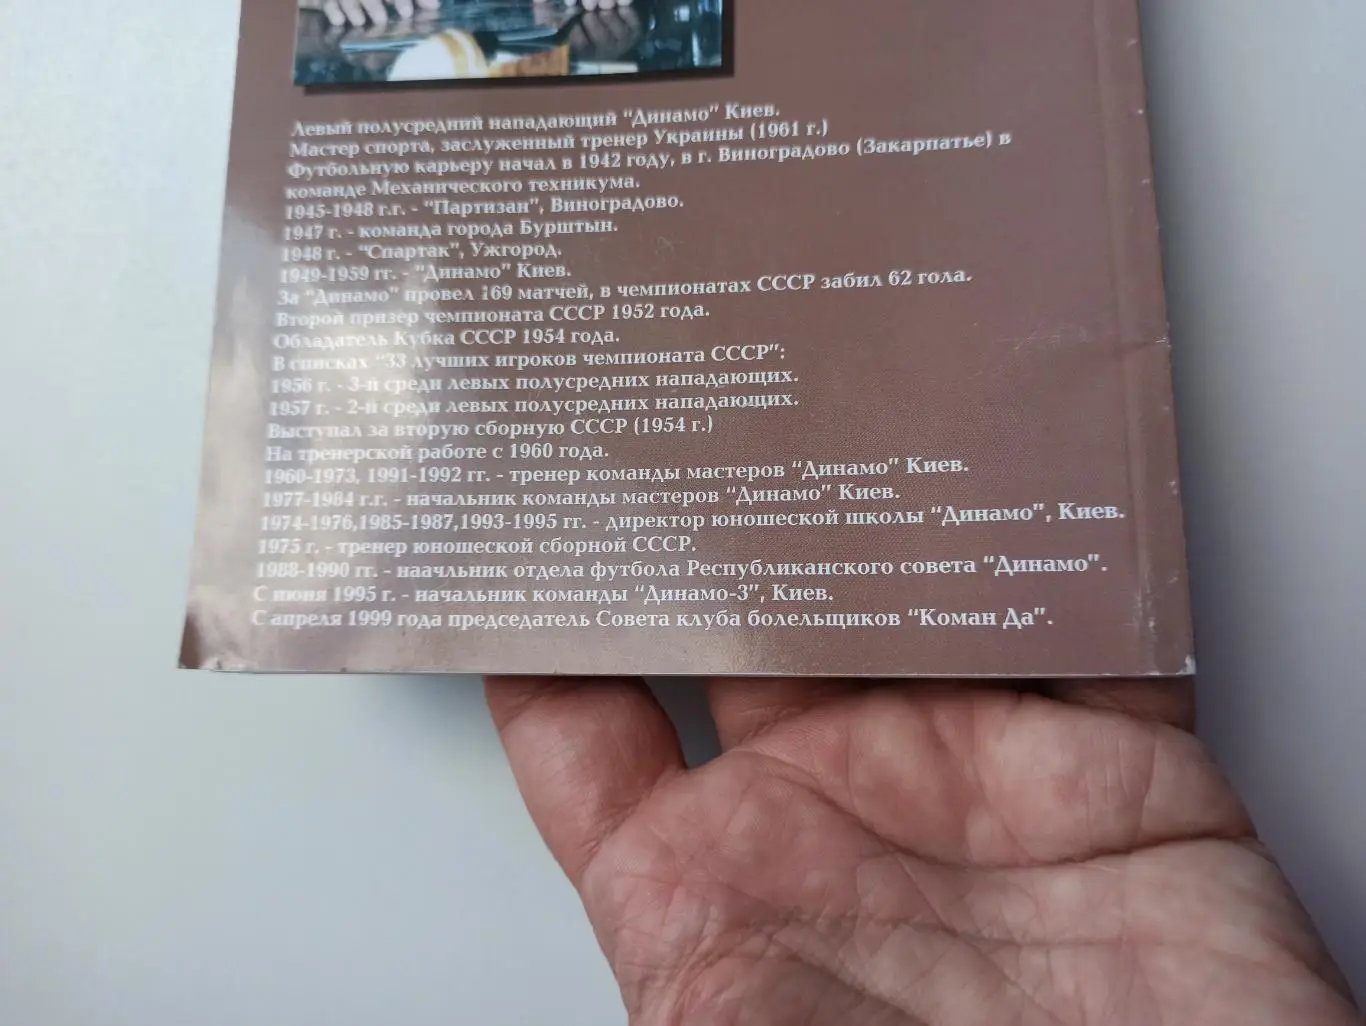 Левый полусредний нападающий "Динамо" Киев.
Мастер спорта, заслуженный тренер Украины (1961 г.)
Футбольную карьеру начал в 1942 году, в г. Виноградово (Закарпатье) в
команде Механического техникума.
1945-1948 г.г. - "Партизан", Виноградово.
1947 г. - команда города Бурштын.
1948 г. - "Спартак", Ужгород.
1949-1959 гг. - "Динамо" Киев.
За "Динамо" провел 169 матчей, в чемпионатах СССР забил 62 гола.
Второй призер чемпионата СССР 1952 года.
Обладатель Кубка СССР 1954 года.
В списках "33 лучших игроков чемпионата СССР":
1956 г. - 3-й среди левых полусредних нападающих.
1957 г. - 2-й среди левых полусредних нападающих.
Выступал за вторую сборную СССР (1954 г.)
На тренерской работе с 1960 года.
1960-1973, 1991-1992 гг. - тренер команды мастеров "Динамо" Киев.
1977-1984 г.г. - начальник команды мастеров "Динамо" Киев.
1974-1976,1985-1987,1993-1995 гг. - директор юношеской школы "Динамо", Киев.
1975 г. - тренер юношеской сборной СССР.
1988-1990 гг. - наачльник отдела футбола Республиканского совета "Динамо".
С июня 1995 г. - начальник команды "Динамо-3", Киев.
С апреля 1999 года председатель Совета клуба болельщиков "Коман Да".